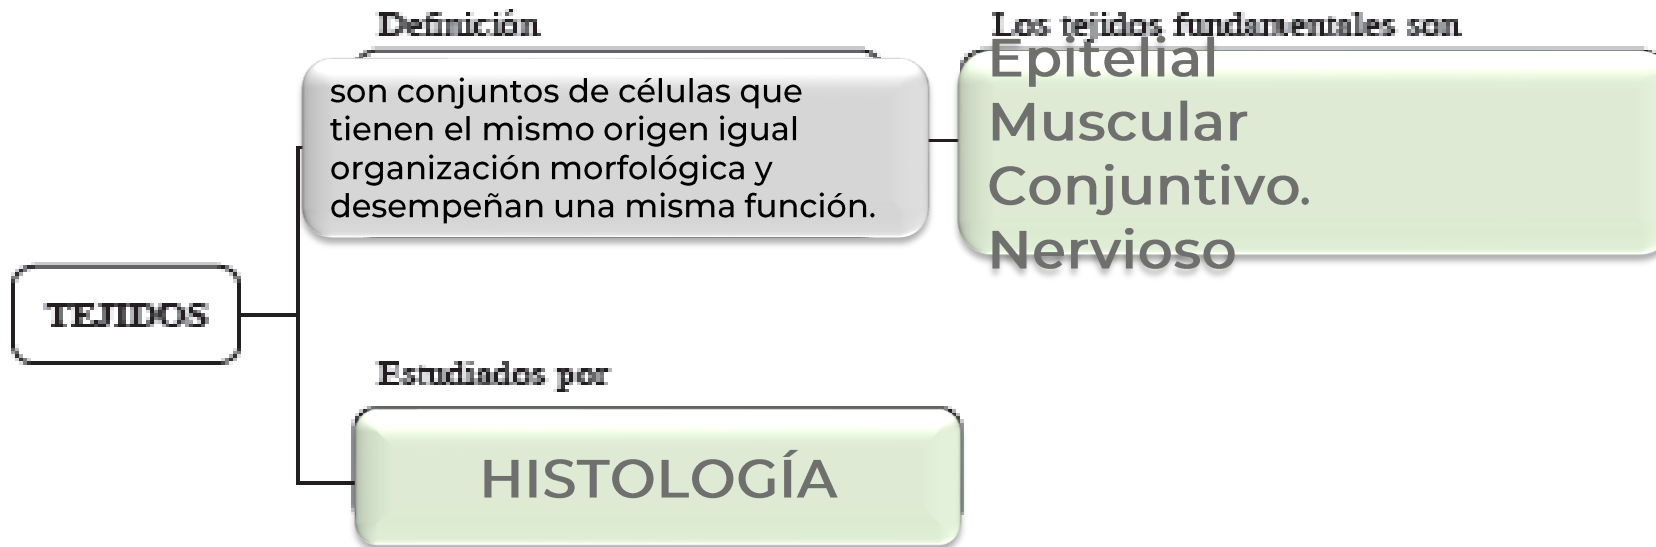 Definición
son conjuntos de células que
tienen el mismo origen igual
organización morfológica y
desempeñan una misma función.
Los tejidos fundamentales son
Epitelial
Muscular
Conjuntivo.
Nervioso
TEJIDOS
Estudiados por
HISTOLOGÍA